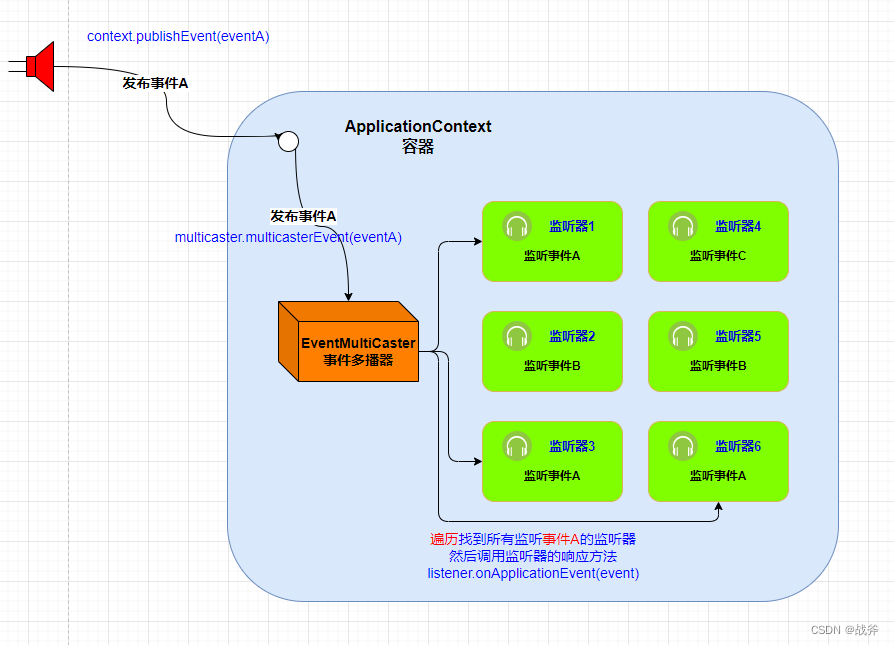 context.publishEvent(eventA)
发布事件A
ApplicationContext
容器
发布事件A
multicaster.multicasterEvent(eventA)
EventMultiCaster
事件多播器
监听器1
监听事件A
监听器4
监听事件C
监听器2
监听事件B
监听器5
监听事件B
监听器3
监听事件A
监听器6
监听事件A
遍历找到所有监听事件A的监听器
然后调用监听器的响应方法
listener.onApplicationEvent(event)
CSDN @战斧